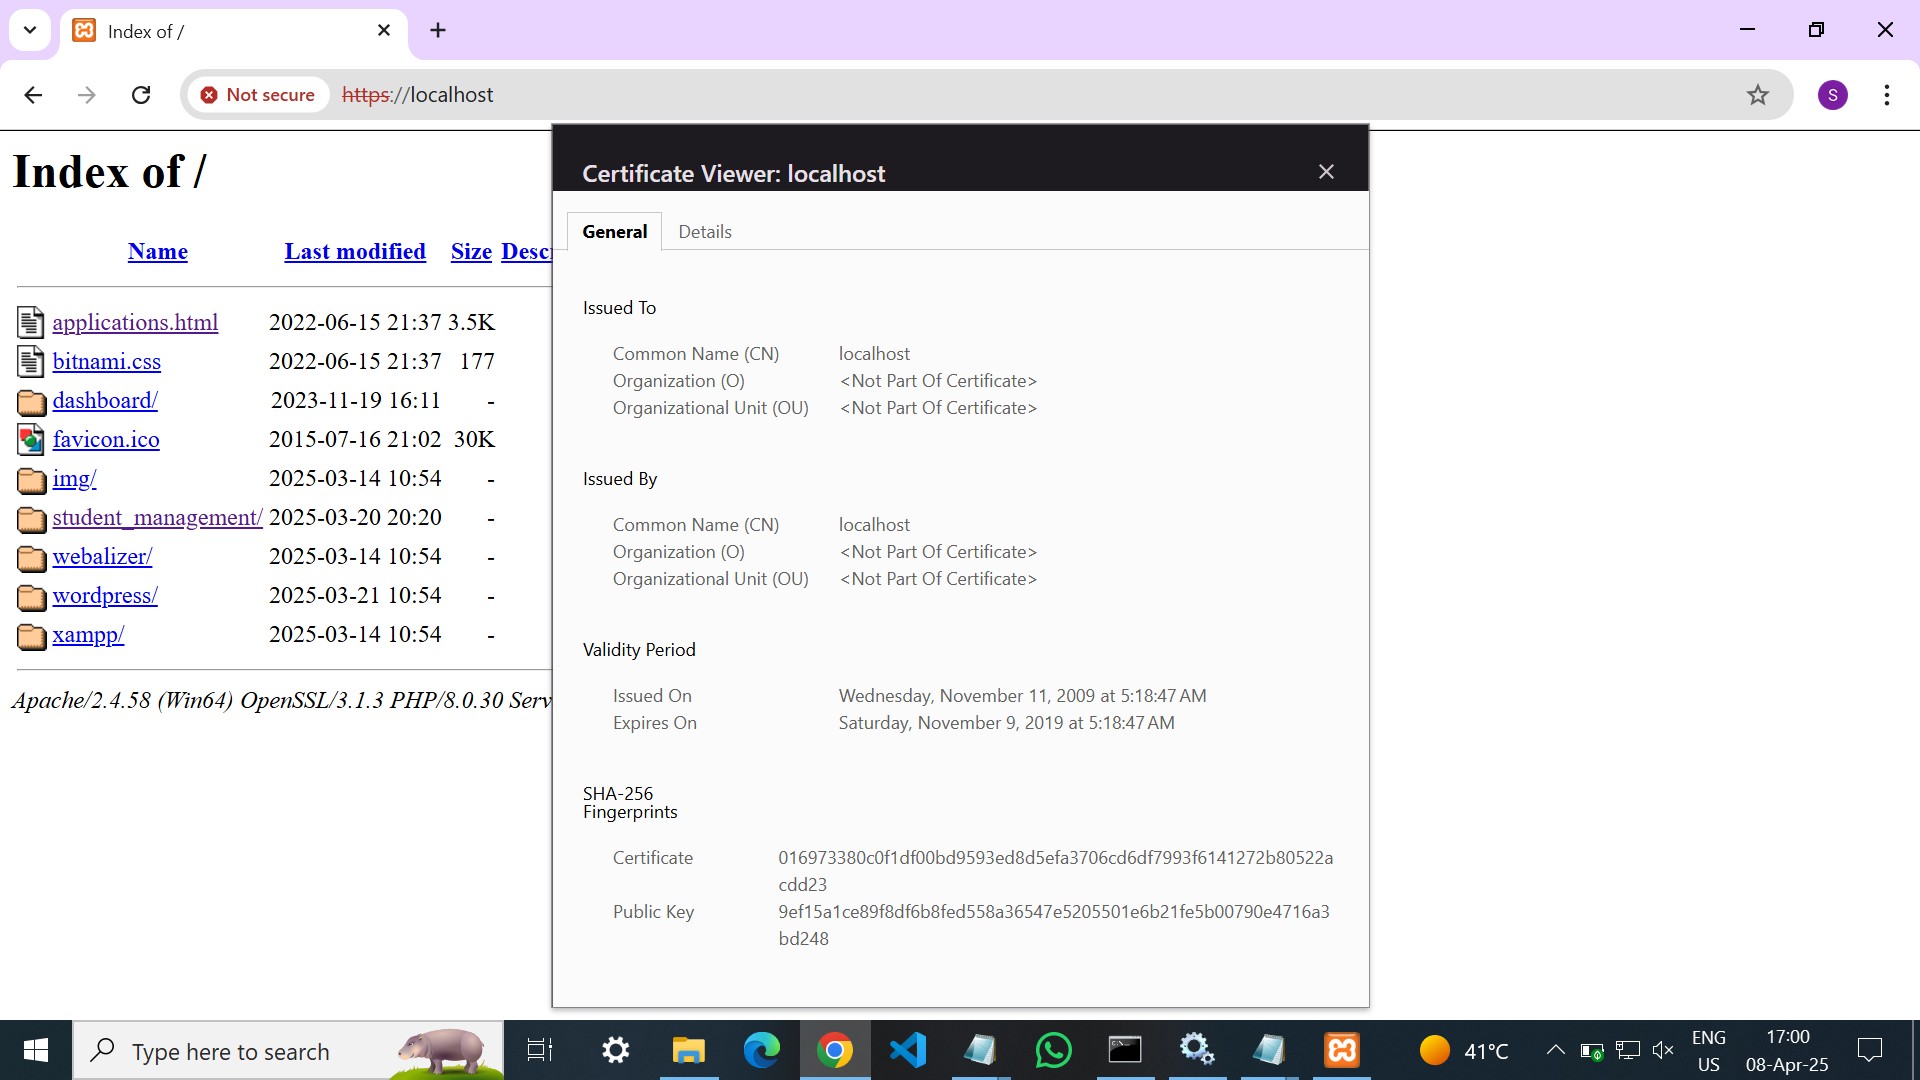 Index of /
Not secure https://localhost
S
Index of /
Name Last modified Size Descr
applications.html 2022-06-15 21:37 3.5K
bitnami.css 2022-06-15 21:37 177
dashboard/ 2023-11-19 16:11 -
favicon.ico 2015-07-16 21:02 30K
img/ 2025-03-14 10:54 -
student_management/ 2025-03-20 20:20 -
webalizer/ 2025-03-14 10:54 -
wordpress/ 2025-03-21 10:54 -
xampp/ 2025-03-14 10:54 -
Apache/2.4.58 (Win64) OpenSSL/3.1.3 PHP/8.0.30 Serv
Certificate Viewer: localhost
General Details
Issued To
Common Name (CN) localhost
Organization (O) <Not Part Of Certificate>
Organizational Unit (OU) <Not Part Of Certificate>
Issued By
Common Name (CN) localhost
Organization (O) <Not Part Of Certificate>
Organizational Unit (OU) <Not Part Of Certificate>
Validity Period
Issued On Wednesday, November 11, 2009 at 5:18:47 AM
Expires On Saturday, November 9, 2019 at 5:18:47 AM
SHA-256
Fingerprints
Certificate 016973380c0f1df00bd9593ed8d5efa3706cd6df7993f6141272b80522a
cdd23
Public Key 9ef15a1ce89f8df6b8fed558a36547e5205501e6b21fe5b00790e4716a3
bd248
Type here to search
41°C
ENG
US
17:00
08-Apr-25